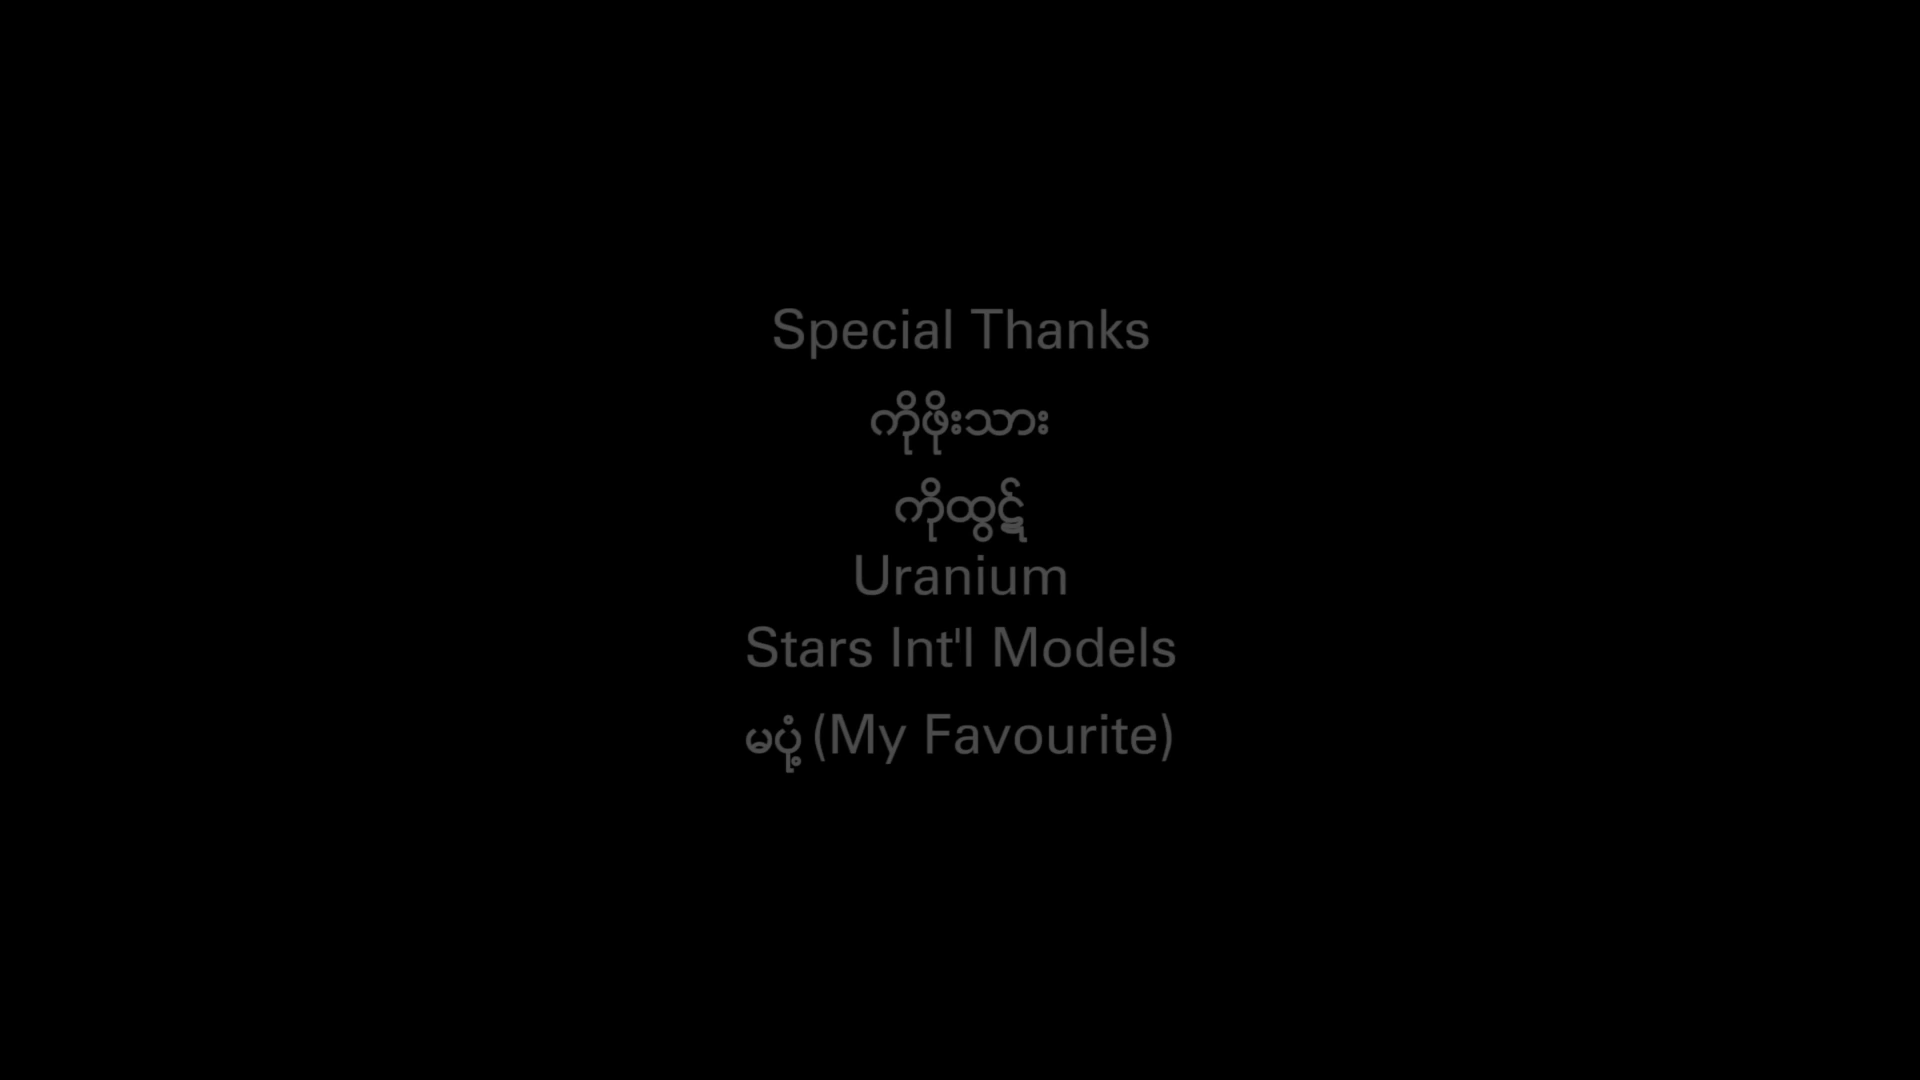 Special Thanks
ကိုဖိုးသား
ကိုထွဋ်
Uranium
Stars Int'l Models
မပုံ့ (My Favourite)